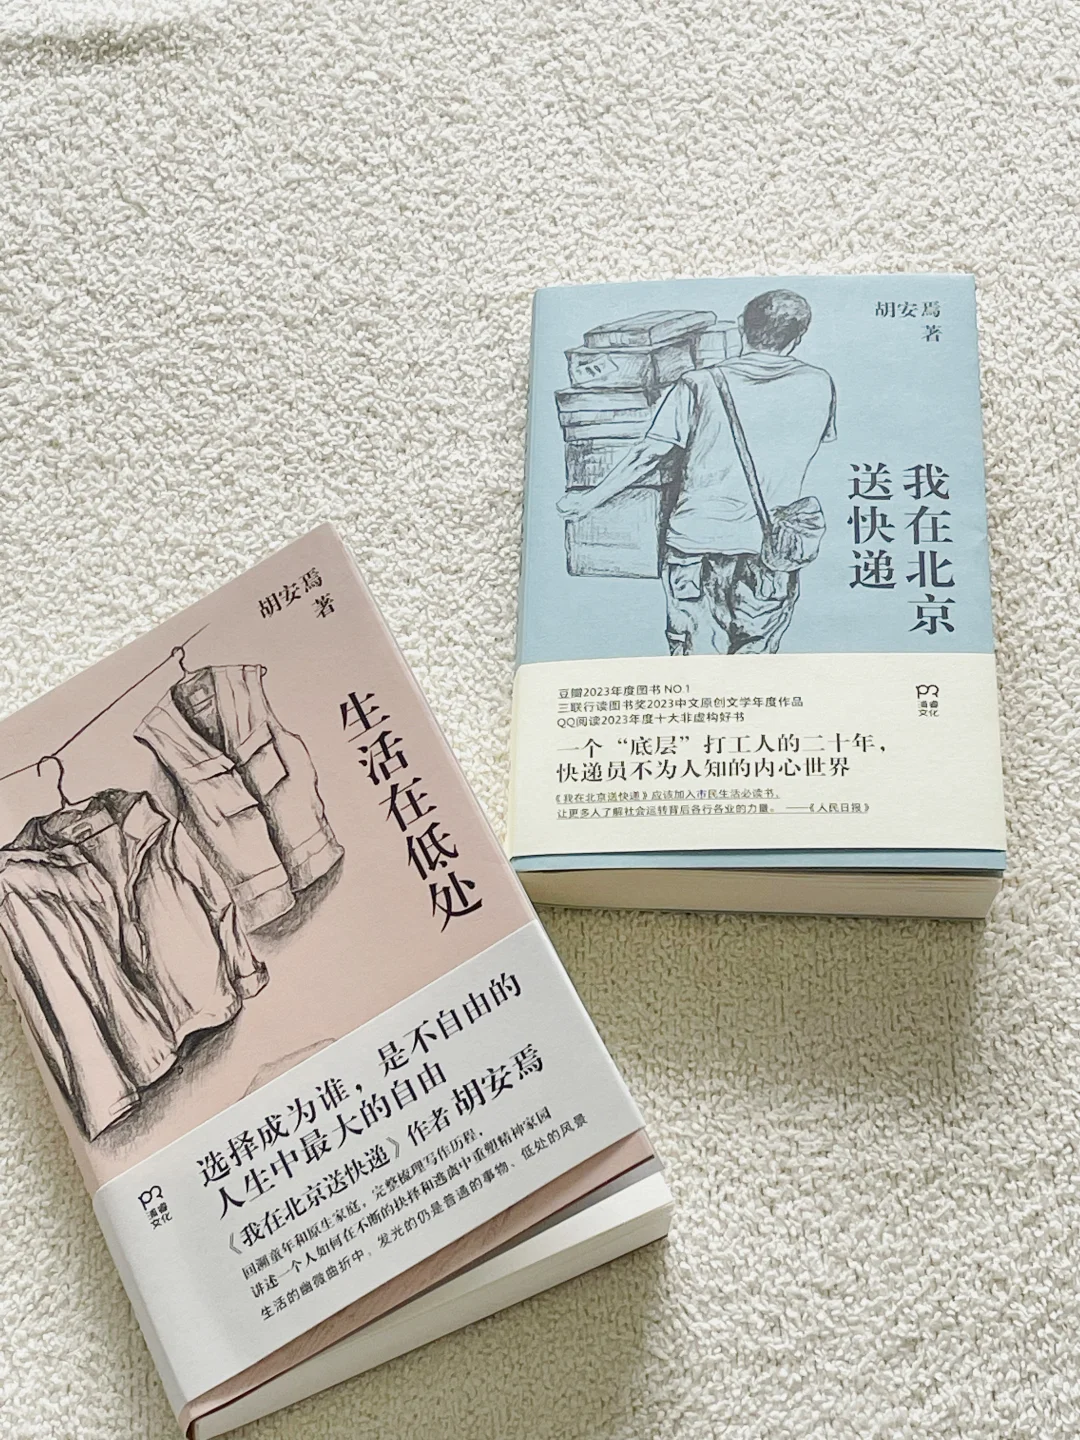 胡安焉
著
我在北京
送快递
豆瓣2023年度图书 NO.1
三联行读图书奖2023中文原创文学年度作品
QQ阅读2023年度十大非虚构好书
一个“底层”打工人的二十年，
快递员不为人知的内心世界
《我在北京送快递》应该加入市民生活必读书，
让更多人了解社会运转背后各行各业的力量。 ——《人民日报》
浦睿
文化
胡安焉
著
生活在低处
选择成为谁，是不自由的
人生中最大的自由
《我在北京送快递》作者 胡安焉
回溯童年和原生家庭，完整梳理写作历程，
讲述一个人如何在不断的抉择和逃离中重塑精神家园
生活的幽微曲折中，发光的仍是普通的事物、低处的风景
浦睿
文化